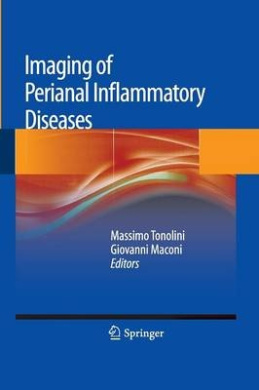 Imaging of
Perianal Inflammatory
Diseases
Massimo Tonolini
Giovanni Maconi
Editors
Springer